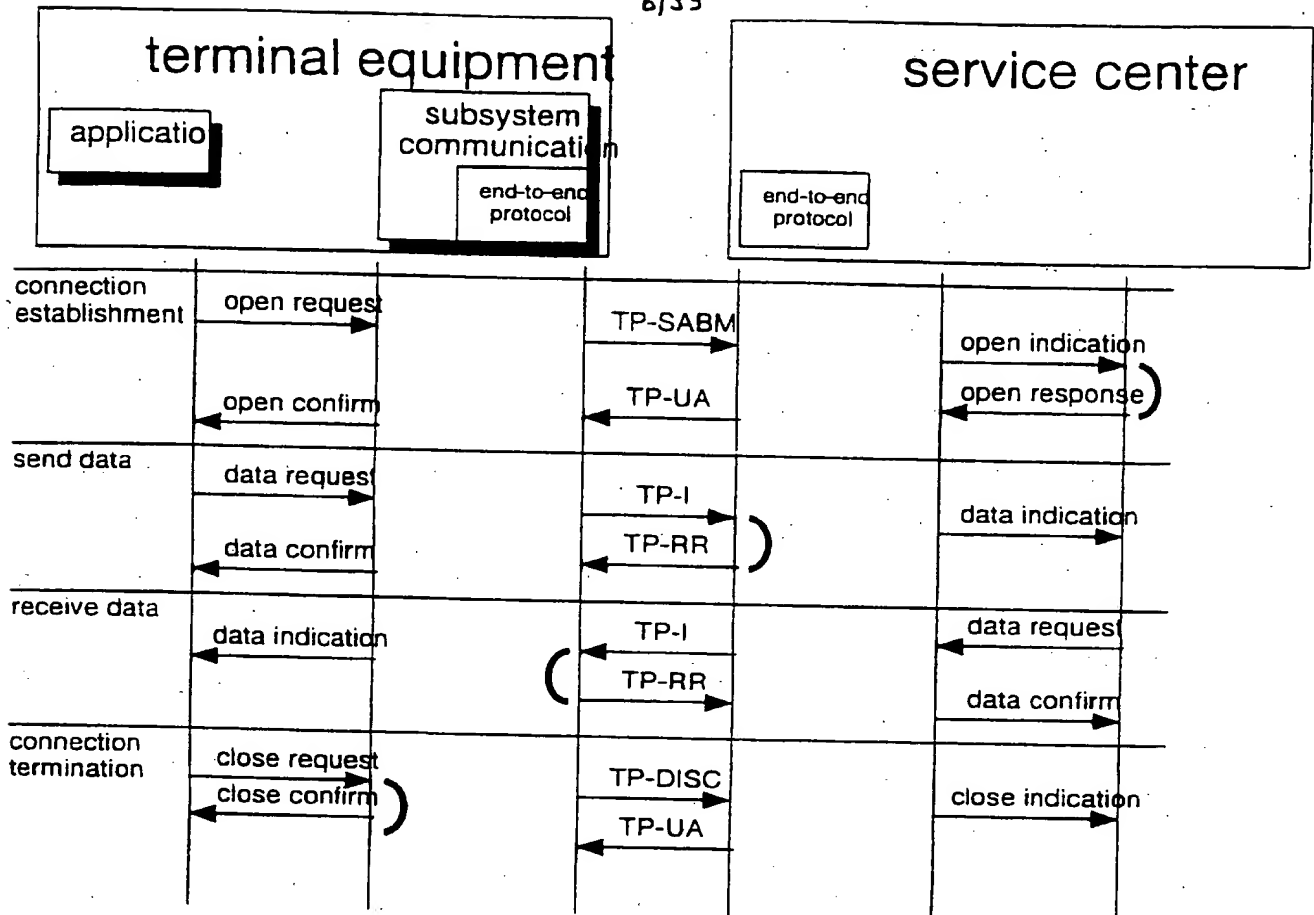 terminal equipment
service center
applicatio
subsystem
communication
end-to-end
protocol
end-to-end
protocol
connection
establishment
open request
TP-SABM
open indication
open confirm
TP-UA
open response
send data
data request
TP-I
data indication
data confirm
TP-RR
receive data
data indication
TP-I
data request
TP-RR
data confirm
connection
termination
close request
TP-DISC
close confirm
close indication
TP-UA